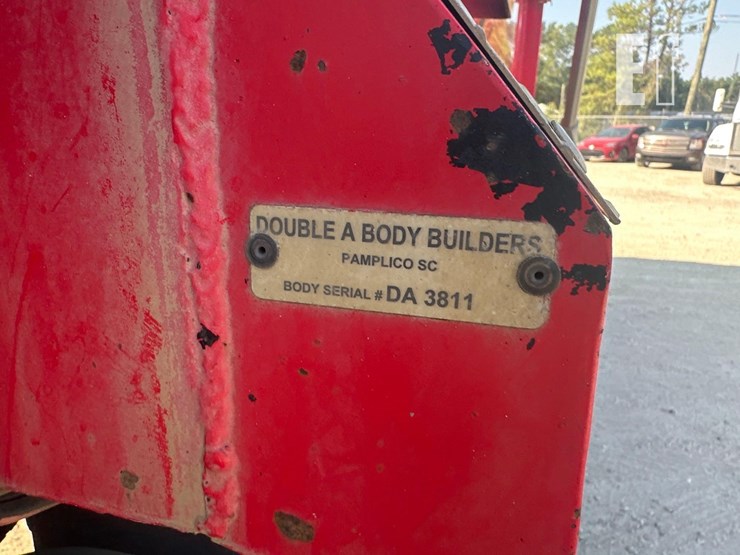 DOUBLE A BODY BUILDERS
PAMPLICO SC
BODY SERIAL # DA 3811